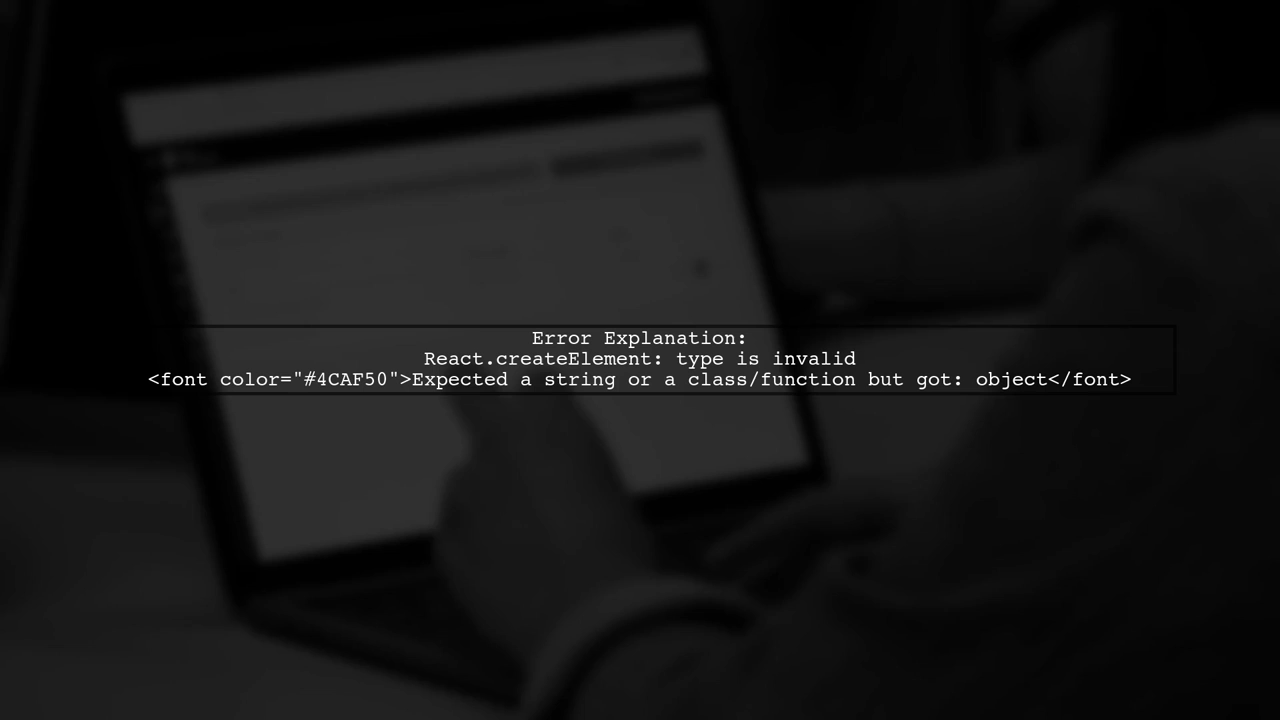 Error Explanation:
React.createElement: type is invalid
<font color="#4CAF50">Expected a string or a class/function but got: object</font>